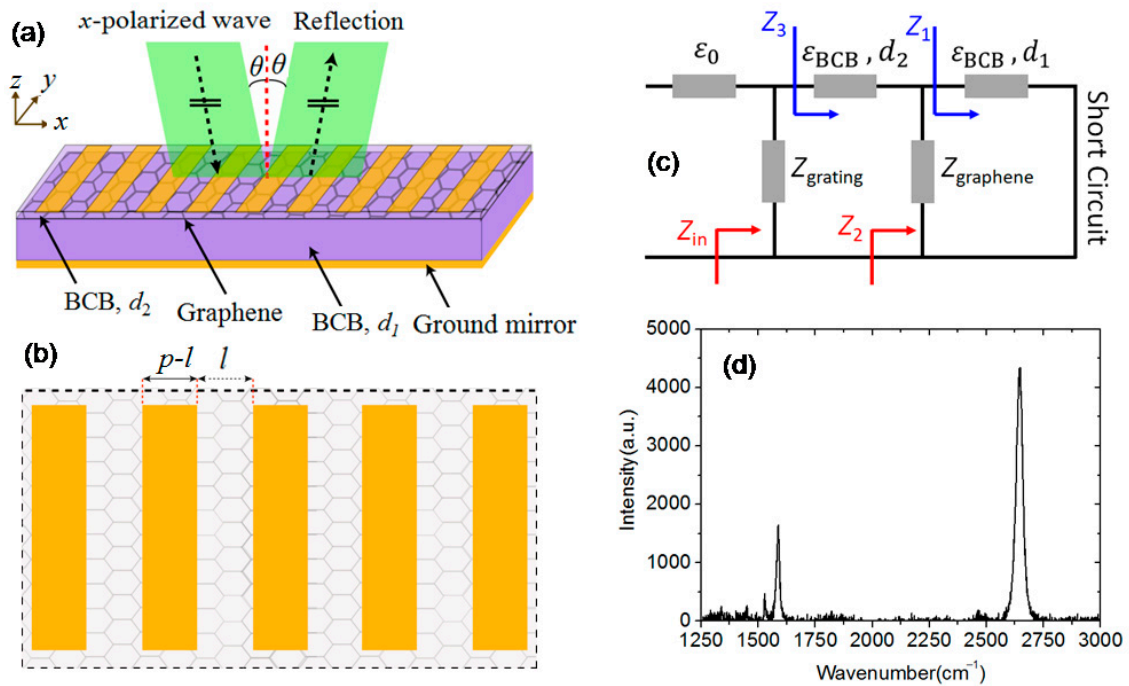 (a)
x-polarized wave Reflection
θ θ
z y x
BCB, d2
Graphene
BCB, d1
Ground mirror
(b)
p-l l
(c)
ε0
Z3
εBCB , d2
Z1
εBCB , d1
Short Circuit
Zgrating
Zgraphene
Zin
Z2
(d)
5000
4000
3000
2000
1000
0
Intensity(a.u.)
1250 1500 1750 2000 2250 2500 2750 3000
Wavenumber(cm⁻¹)